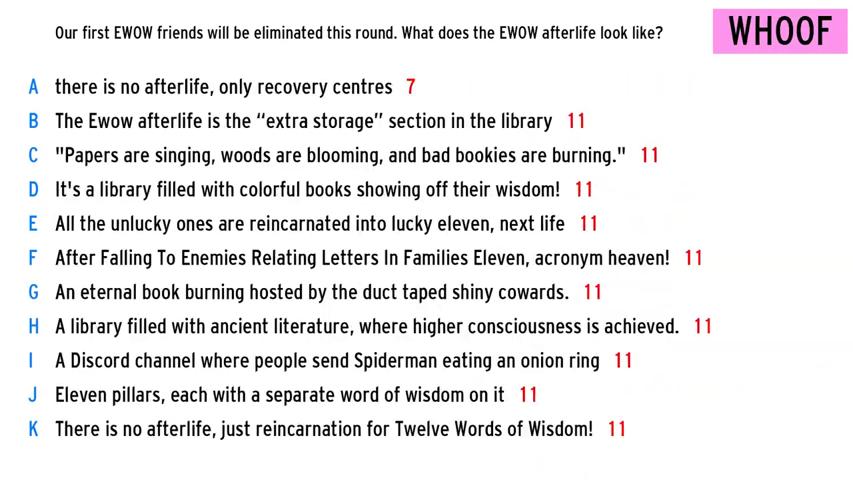 Our first EWOW friends will be eliminated this round. What does the EWOW afterlife look like?
WHOOF
A there is no afterlife, only recovery centres 7
B The Ewow afterlife is the “extra storage” section in the library 11
C "Papers are singing, woods are blooming, and bad bookies are burning." 11
D It's a library filled with colorful books showing off their wisdom! 11
E All the unlucky ones are reincarnated into lucky eleven, next life 11
F After Falling To Enemies Relating Letters In Families Eleven, acronym heaven! 11
G An eternal book burning hosted by the duct taped shiny cowards. 11
H A library filled with ancient literature, where higher consciousness is achieved. 11
I A Discord channel where people send Spiderman eating an onion ring 11
J Eleven pillars, each with a separate word of wisdom on it 11
K There is no afterlife, just reincarnation for Twelve Words of Wisdom! 11